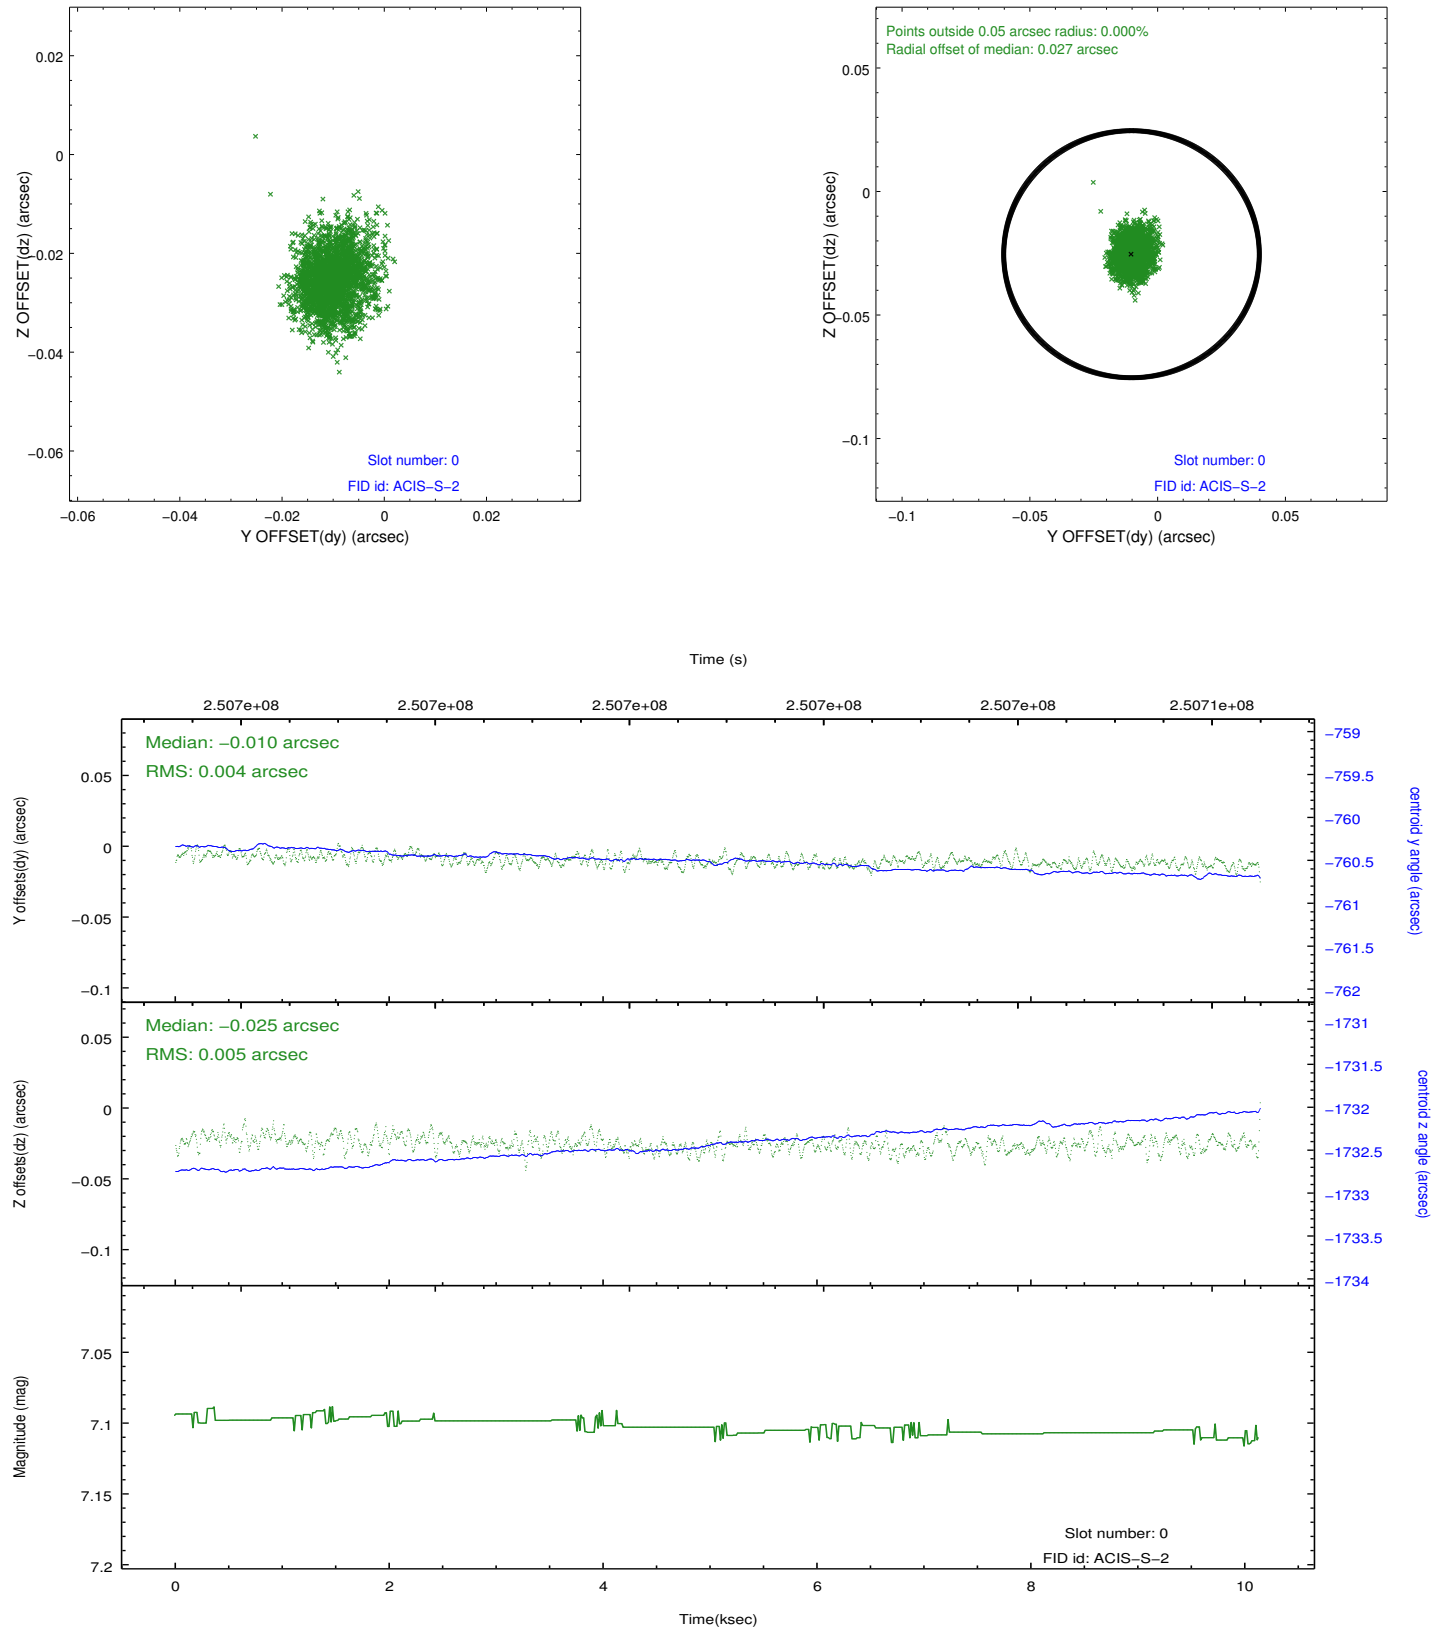 0.02
0
−0.02
−0.04
−0.06
Z OFFSET(dz) (arcsec)
Slot number: 0
FID id: ACIS−S−2
−0.06 −0.04 −0.02 0 0.02
Y OFFSET(dy) (arcsec)
Points outside 0.05 arcsec radius: 0.000%
Radial offset of median: 0.027 arcsec
0.05
0
−0.05
−0.1
Z OFFSET(dz) (arcsec)
Slot number: 0
FID id: ACIS−S−2
−0.1 −0.05 0 0.05
Y OFFSET(dy) (arcsec)
Time (s)
2.507e+08 2.507e+08 2.507e+08 2.507e+08 2.507e+08 2.5071e+08
Median: −0.010 arcsec
RMS: 0.004 arcsec
0.05
0
−0.05
−0.1
Y offsets(dy) (arcsec)
−759
−759.5
−760
−760.5
−761
−761.5
−762
centroid y angle (arcsec)
Median: −0.025 arcsec
RMS: 0.005 arcsec
0.05
0
−0.05
−0.1
Z offsets(dz) (arcsec)
−1731
−1731.5
−1732
−1732.5
−1733
−1733.5
−1734
centroid z angle (arcsec)
7.05
7.1
7.15
7.2
Magnitude (mag)
Slot number: 0
FID id: ACIS−S−2
0 2 4 6 8 10
Time(ksec)